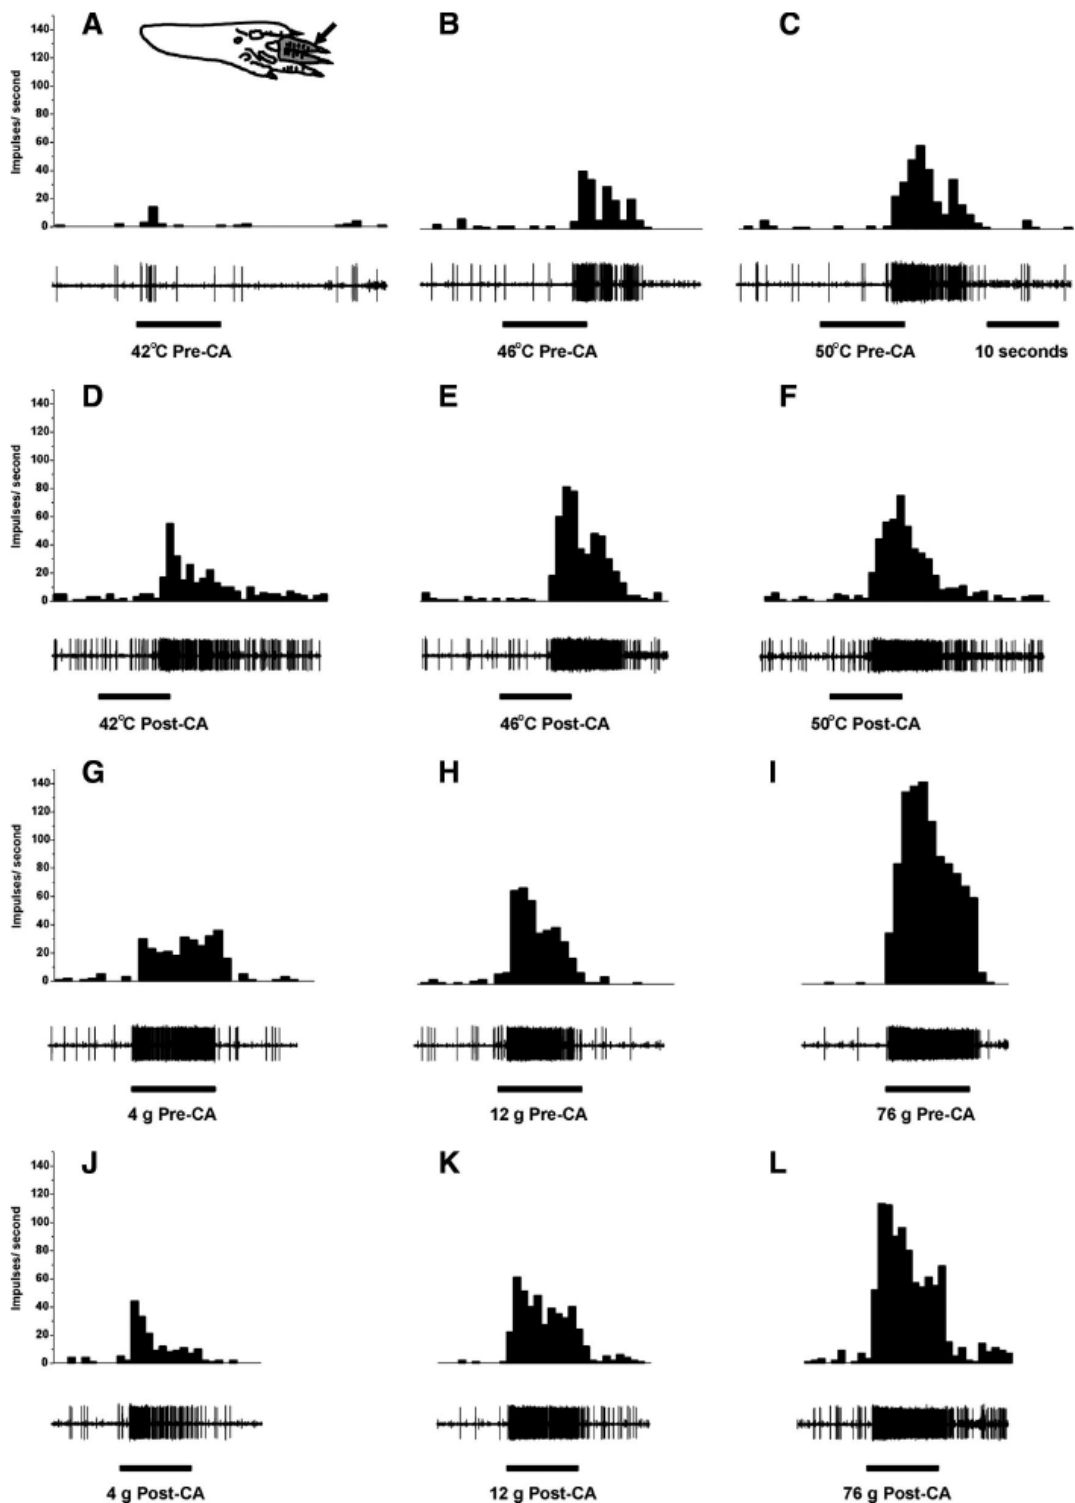 A B C
Impulses/ second
140
120
100
80
60
40
20
0
42°C Pre-CA 46°C Pre-CA 50°C Pre-CA 10 seconds
D E F
Impulses/ second
140
120
100
80
60
40
20
0
42°C Post-CA 46°C Post-CA 50°C Post-CA
G H I
Impulses/ second
140
120
100
80
60
40
20
0
4 g Pre-CA 12 g Pre-CA 76 g Pre-CA
J K L
Impulses/ second
140
120
100
80
60
40
20
0
4 g Post-CA 12 g Post-CA 76 g Post-CA